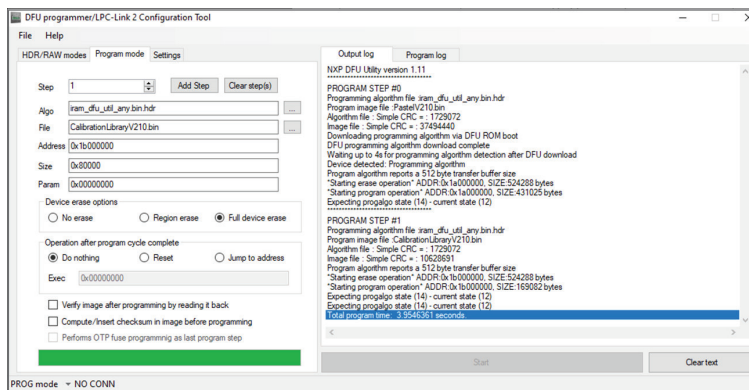 DFU programmer/LPC-Link 2 Configuration Tool
File Help
HDR/RAW modes Program mode Settings
Step 1 Add Step Clear step(s)
Algo iram_dfu_util_any.bin.hdr ...
File CalibrationLibraryV210.bin ...
Address 0x1b000000
Size 0x80000
Param 0x00000000
Device erase options
No erase Region erase Full device erase
Operation after program cycle complete
Do nothing Reset Jump to address
Exec 0x00000000
Verify image after programming by reading it back
Compute/Insert checksum in image before programming
Performs OTP fuse programmnig as last program step
Output log Program log
NXP DFU Utility version 1.11
************************************
PROGRAM STEP #0
Programming algorithm file :iram_dfu_util_any.bin.hdr
Program image file :PastelV210.bin
Algorithm file : Simple CRC = : 1729072
Image file : Simple CRC = : 37494440
Downloading programming algorithm via DFU ROM boot
DFU programming algorithm download complete
Waiting up to 4s for programming algorithm detection after DFU download
Device detected: Programming algorithm
Program algorithm reports a 512 byte transfer buffer size
*Starting erase operation* ADDR:0x1a000000, SIZE:524288 bytes
*Starting program operation* ADDR:0x1a000000, SIZE:431025 bytes
Expecting progalgo state (14) - current state (12)
************************************
PROGRAM STEP #1
Programming algorithm file :iram_dfu_util_any.bin.hdr
Program image file :CalibrationLibraryV210.bin
Algorithm file : Simple CRC = : 1729072
Image file : Simple CRC = : 10628691
Program algorithm reports a 512 byte transfer buffer size
*Starting erase operation* ADDR:0x1b000000, SIZE:524288 bytes
*Starting program operation* ADDR:0x1b000000, SIZE:169082 bytes
Expecting progalgo state (14) - current state (12)
Expecting progalgo state (14) - current state (12)
Total program time: 3.9546361 seconds.
Start Clear text
PROG mode NO CONN